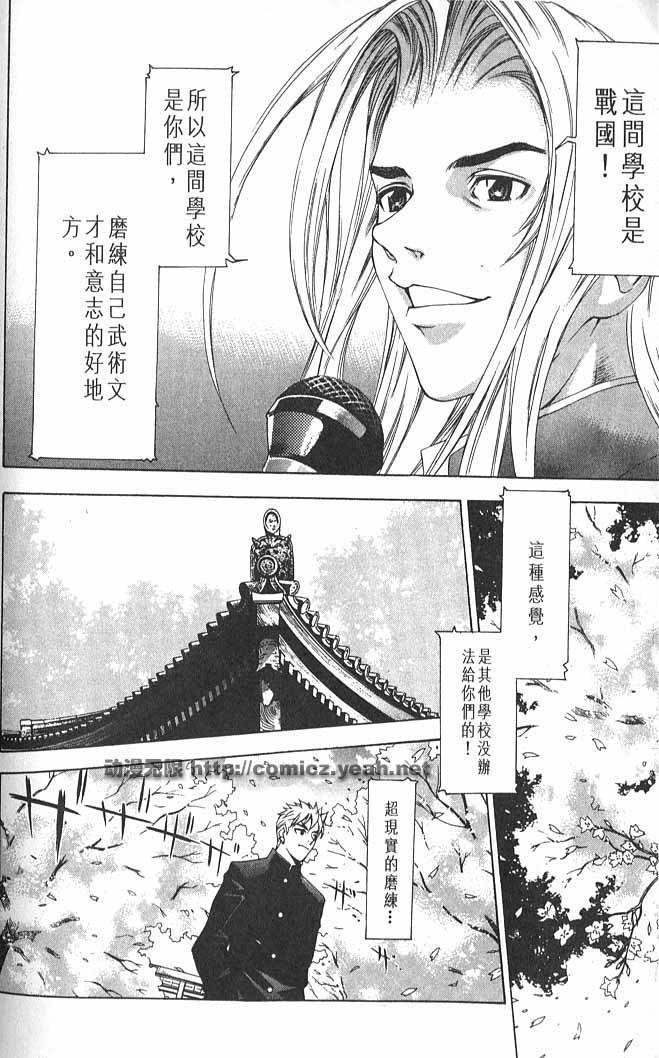 這間學校是
戰國！
所以這間學校
是你們，
磨練自己武術文
才和意志的好地
方。
這種感覺，
是其他學校没辦
法給你們的！
动漫无限 http://comicz.yeah.net
超現實的磨練…